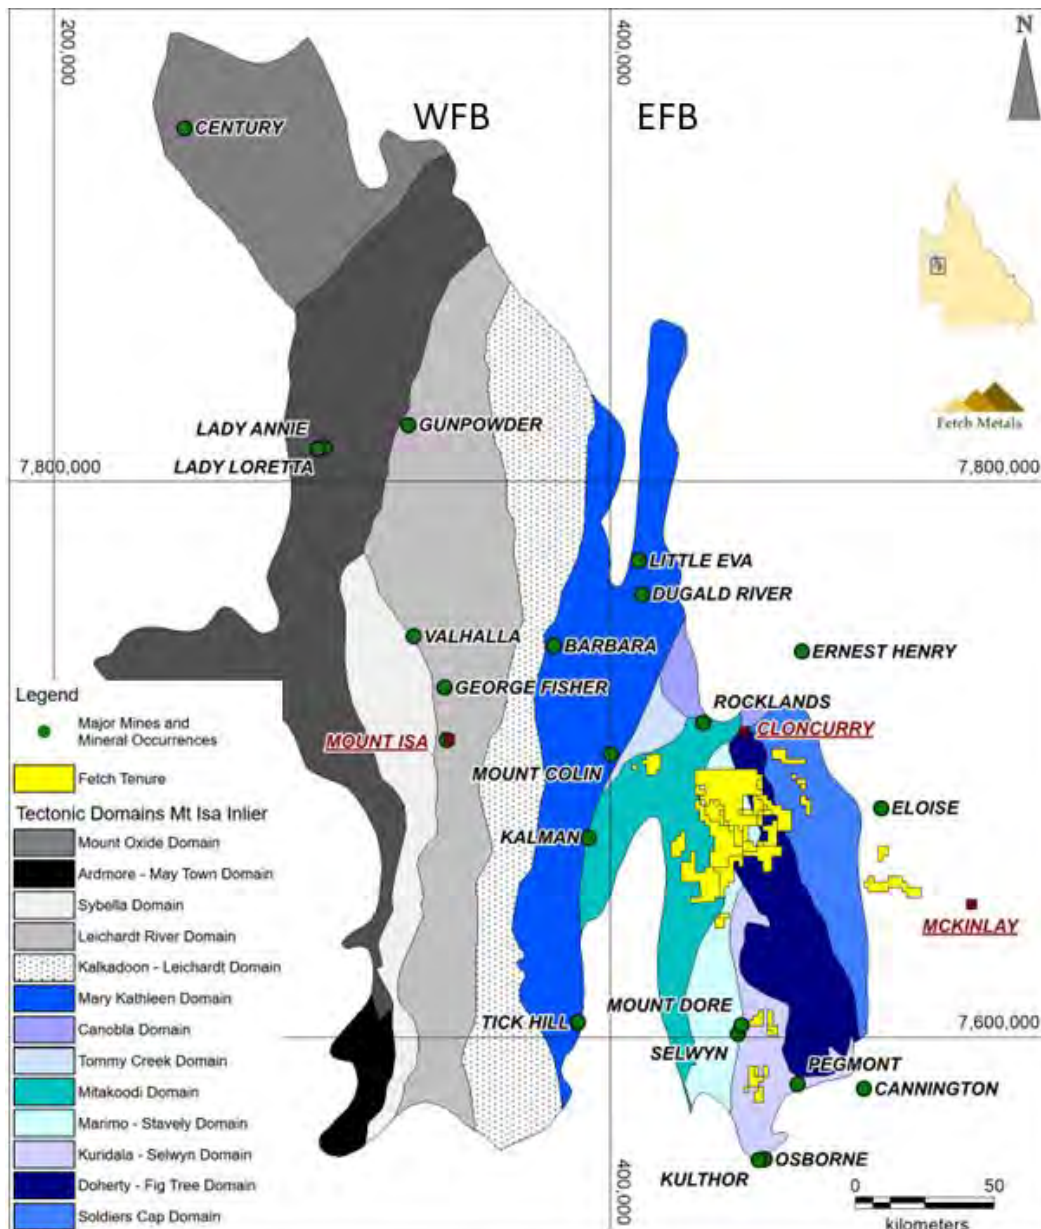 200,000
400,000
N
WFB
EFB
CENTURY
Fetch Metals
LADY ANNIE
GUNPOWDER
LADY LORETTA
7,800,000
7,800,000
LITTLE EVA
DUGALD RIVER
VALHALLA
BARBARA
ERNEST HENRY
GEORGE FISHER
ROCKLANDS
MOUNT ISA
CLONCURRY
MOUNT COLIN
ELOISE
KALMAN
MCKINLAY
MOUNT DORE
TICK HILL
7,600,000
SELWYN
PEGMONT
CANNINGTON
OSBORNE
KULTHOR
400,000
0
50
kilometers
Legend
Major Mines and
Mineral Occurrences
Fetch Tenure
Tectonic Domains Mt Isa Inlier
Mount Oxide Domain
Ardmore - May Town Domain
Sybella Domain
Leichardt River Domain
Kalkadoon - Leichardt Domain
Mary Kathleen Domain
Canobla Domain
Tommy Creek Domain
Mitakoodi Domain
Marimo - Stavely Domain
Kuridala - Selwyn Domain
Doherty - Fig Tree Domain
Soldiers Cap Domain